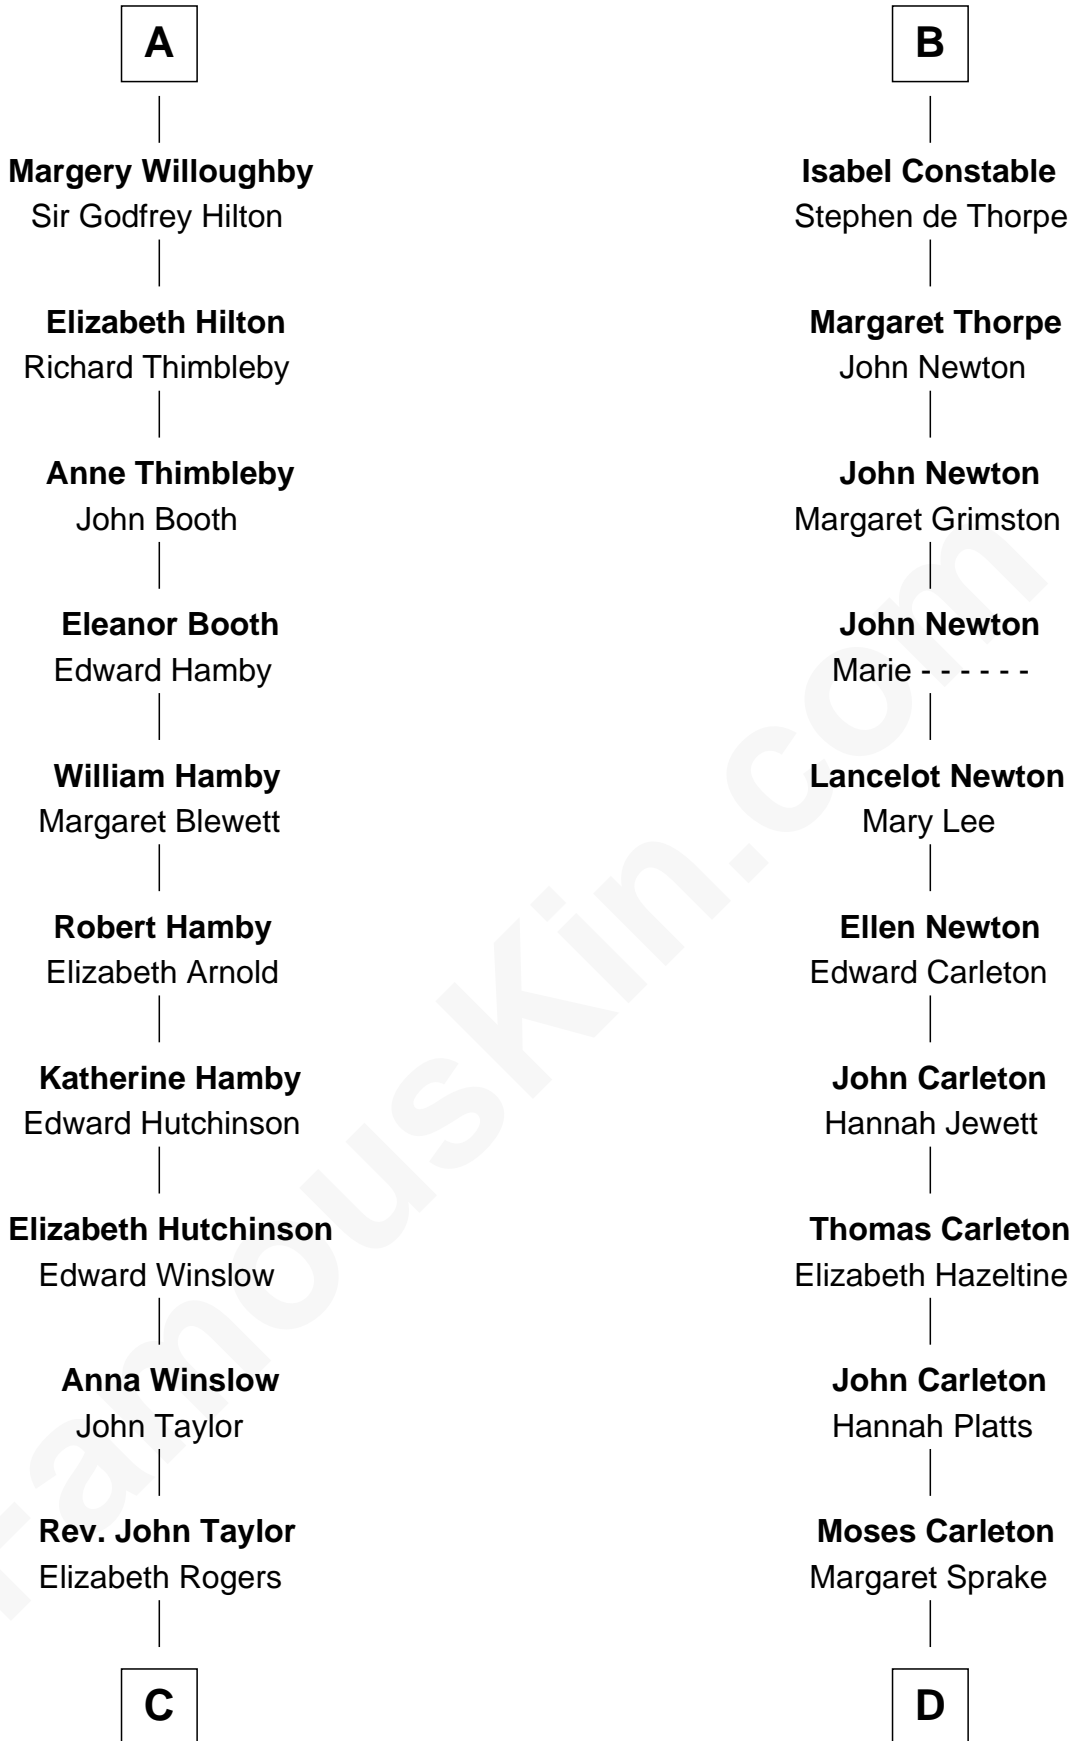 A
Margery Willoughby
Sir Godfrey Hilton
Elizabeth Hilton
Richard Thimbleby
Anne Thimbleby
John Booth
Eleanor Booth
Edward Hamby
William Hamby
Margaret Blewett
Robert Hamby
Elizabeth Arnold
Katherine Hamby
Edward Hutchinson
Elizabeth Hutchinson
Edward Winslow
Anna Winslow
John Taylor
Rev. John Taylor
Elizabeth Rogers
C
B
Isabel Constable
Stephen de Thorpe
Margaret Thorpe
John Newton
John Newton
Margaret Grimston
John Newton
Marie - - - - - -
Lancelot Newton
Mary Lee
Ellen Newton
Edward Carleton
John Carleton
Hannah Jewett
Thomas Carleton
Elizabeth Hazeltine
John Carleton
Hannah Platts
Moses Carleton
Margaret Sprake
D
FamousKin.com